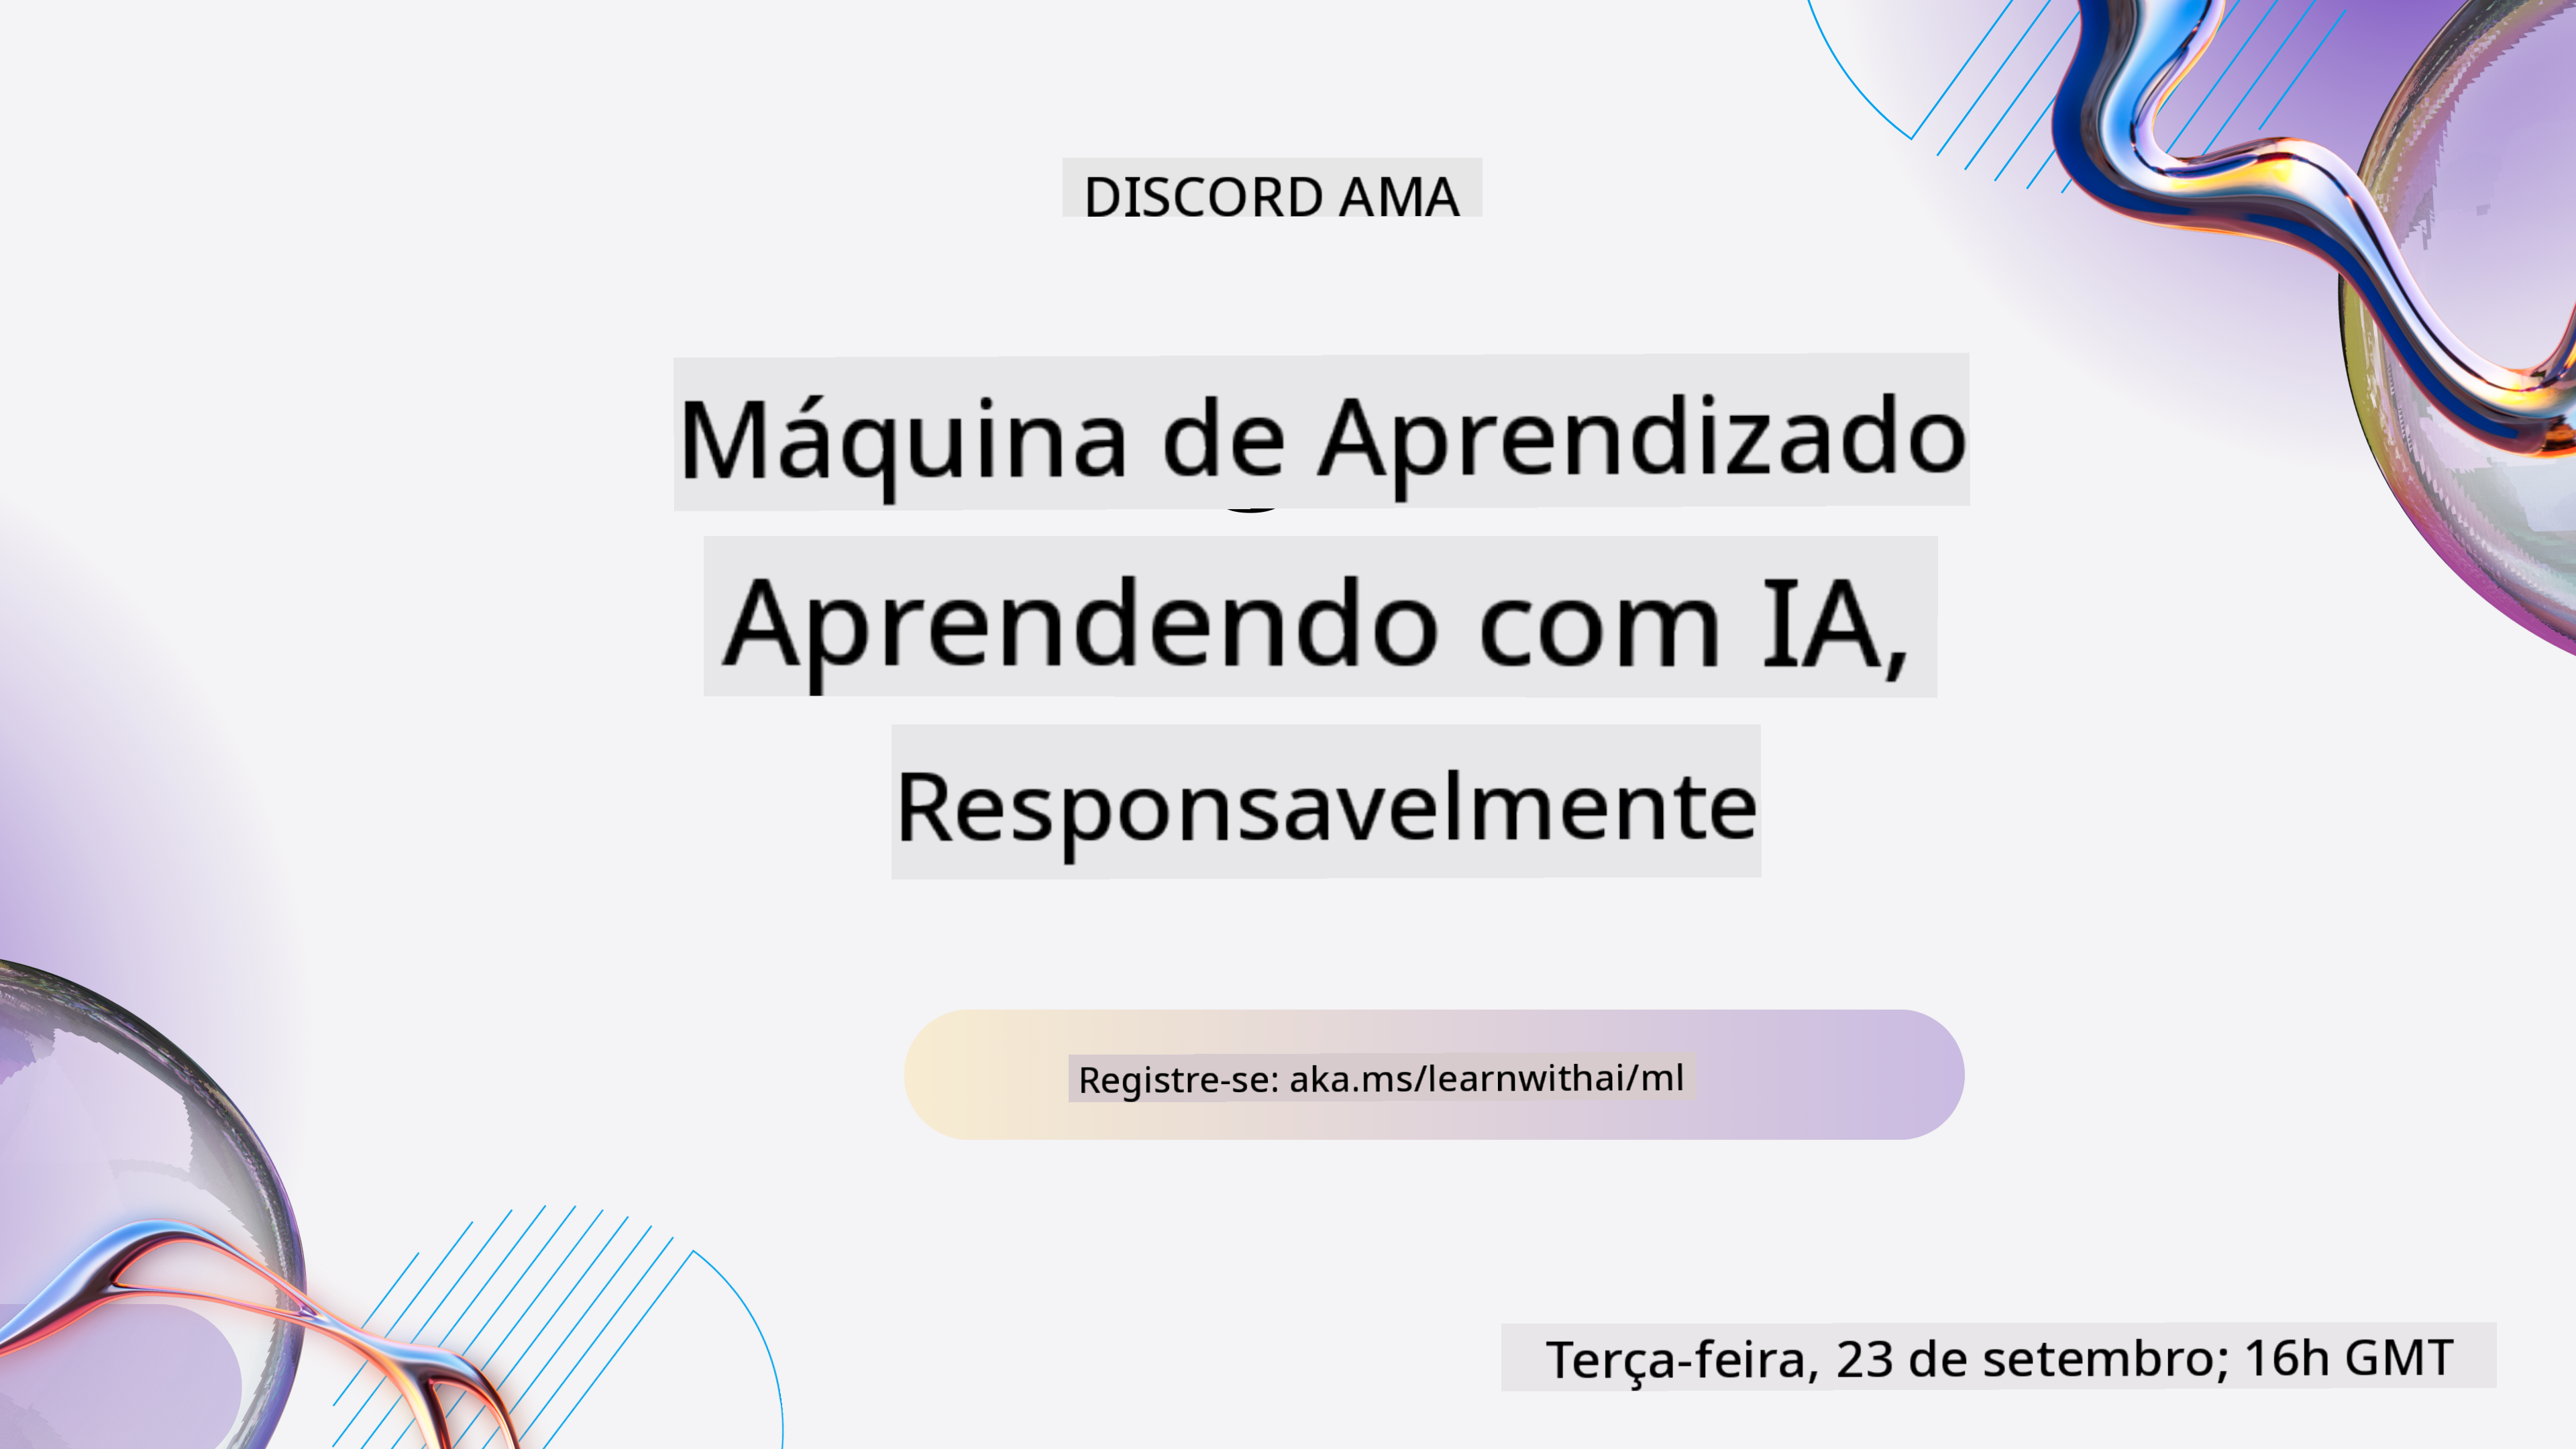 DISCORD AMA
Máquina de Aprendizado
Aprendendo com IA,
Responsavelmente
Registre-se: aka.ms/learnwithai/ml
Terça-feira, 23 de setembro; 16h GMT